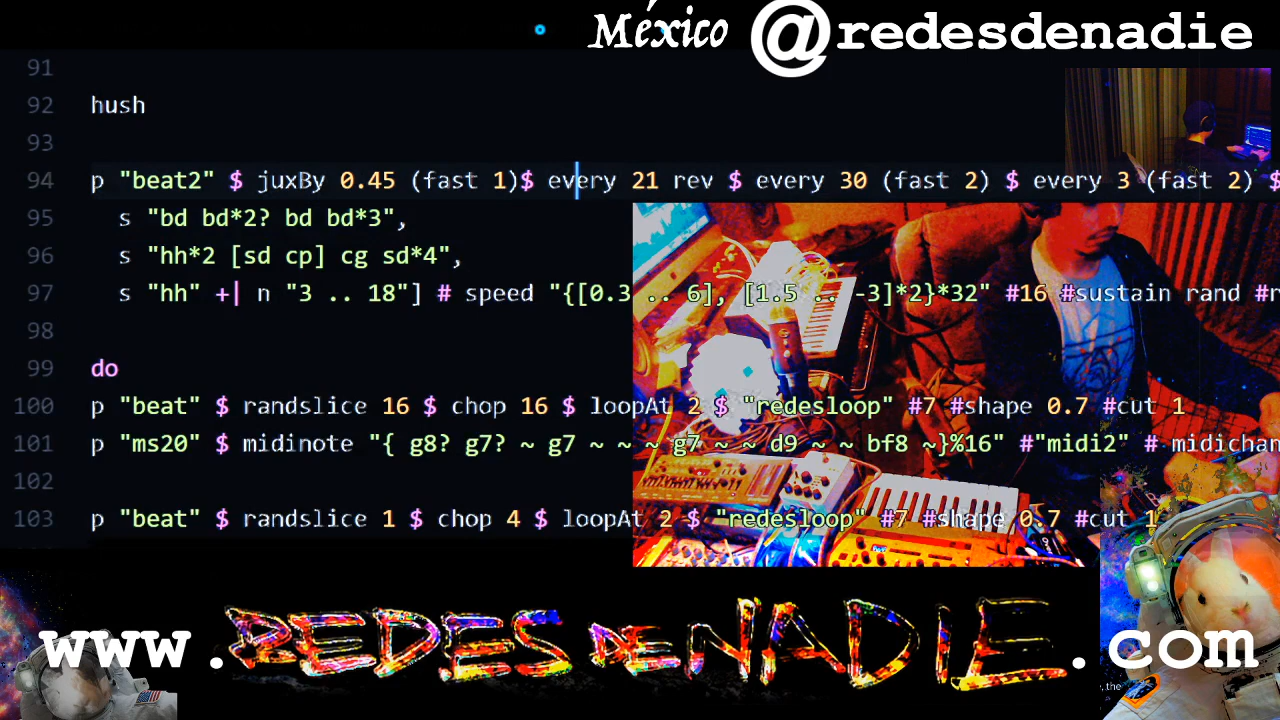 México @redesdenadie
91
92 hush
93
94 p "beat2" $ juxBy 0.45 (fast 1)$ every 21 rev $ every 30 (fast 2) $ every 3 (fast 2) $
95 s "bd bd*2? bd bd*3",
96 s "hh*2 [sd cp] cg sd*4",
97 s "hh" +| n "3 .. 18"] # speed "{[0.3 .. 6], [1.5 .. -3]*2}*32" #16 #sustain rand #r
98
99 do
100 p "beat" $ randslice 16 $ chop 16 $ loopAt 2 $ "redesloop" #7 #shape 0.7 #cut 1
101 p "ms20" $ midinote "{ g8? g7? ~ g7 ~ ~ ~ g7 ~ ~ d9 ~ ~ bf8 ~}%16" #"midi2" # midichan
102
103 p "beat" $ randslice 1 $ chop 4 $ loopAt 2 $ "redesloop" #7 #shape 0.7 #cut 1
www.REDES DE NADIE.com
, the